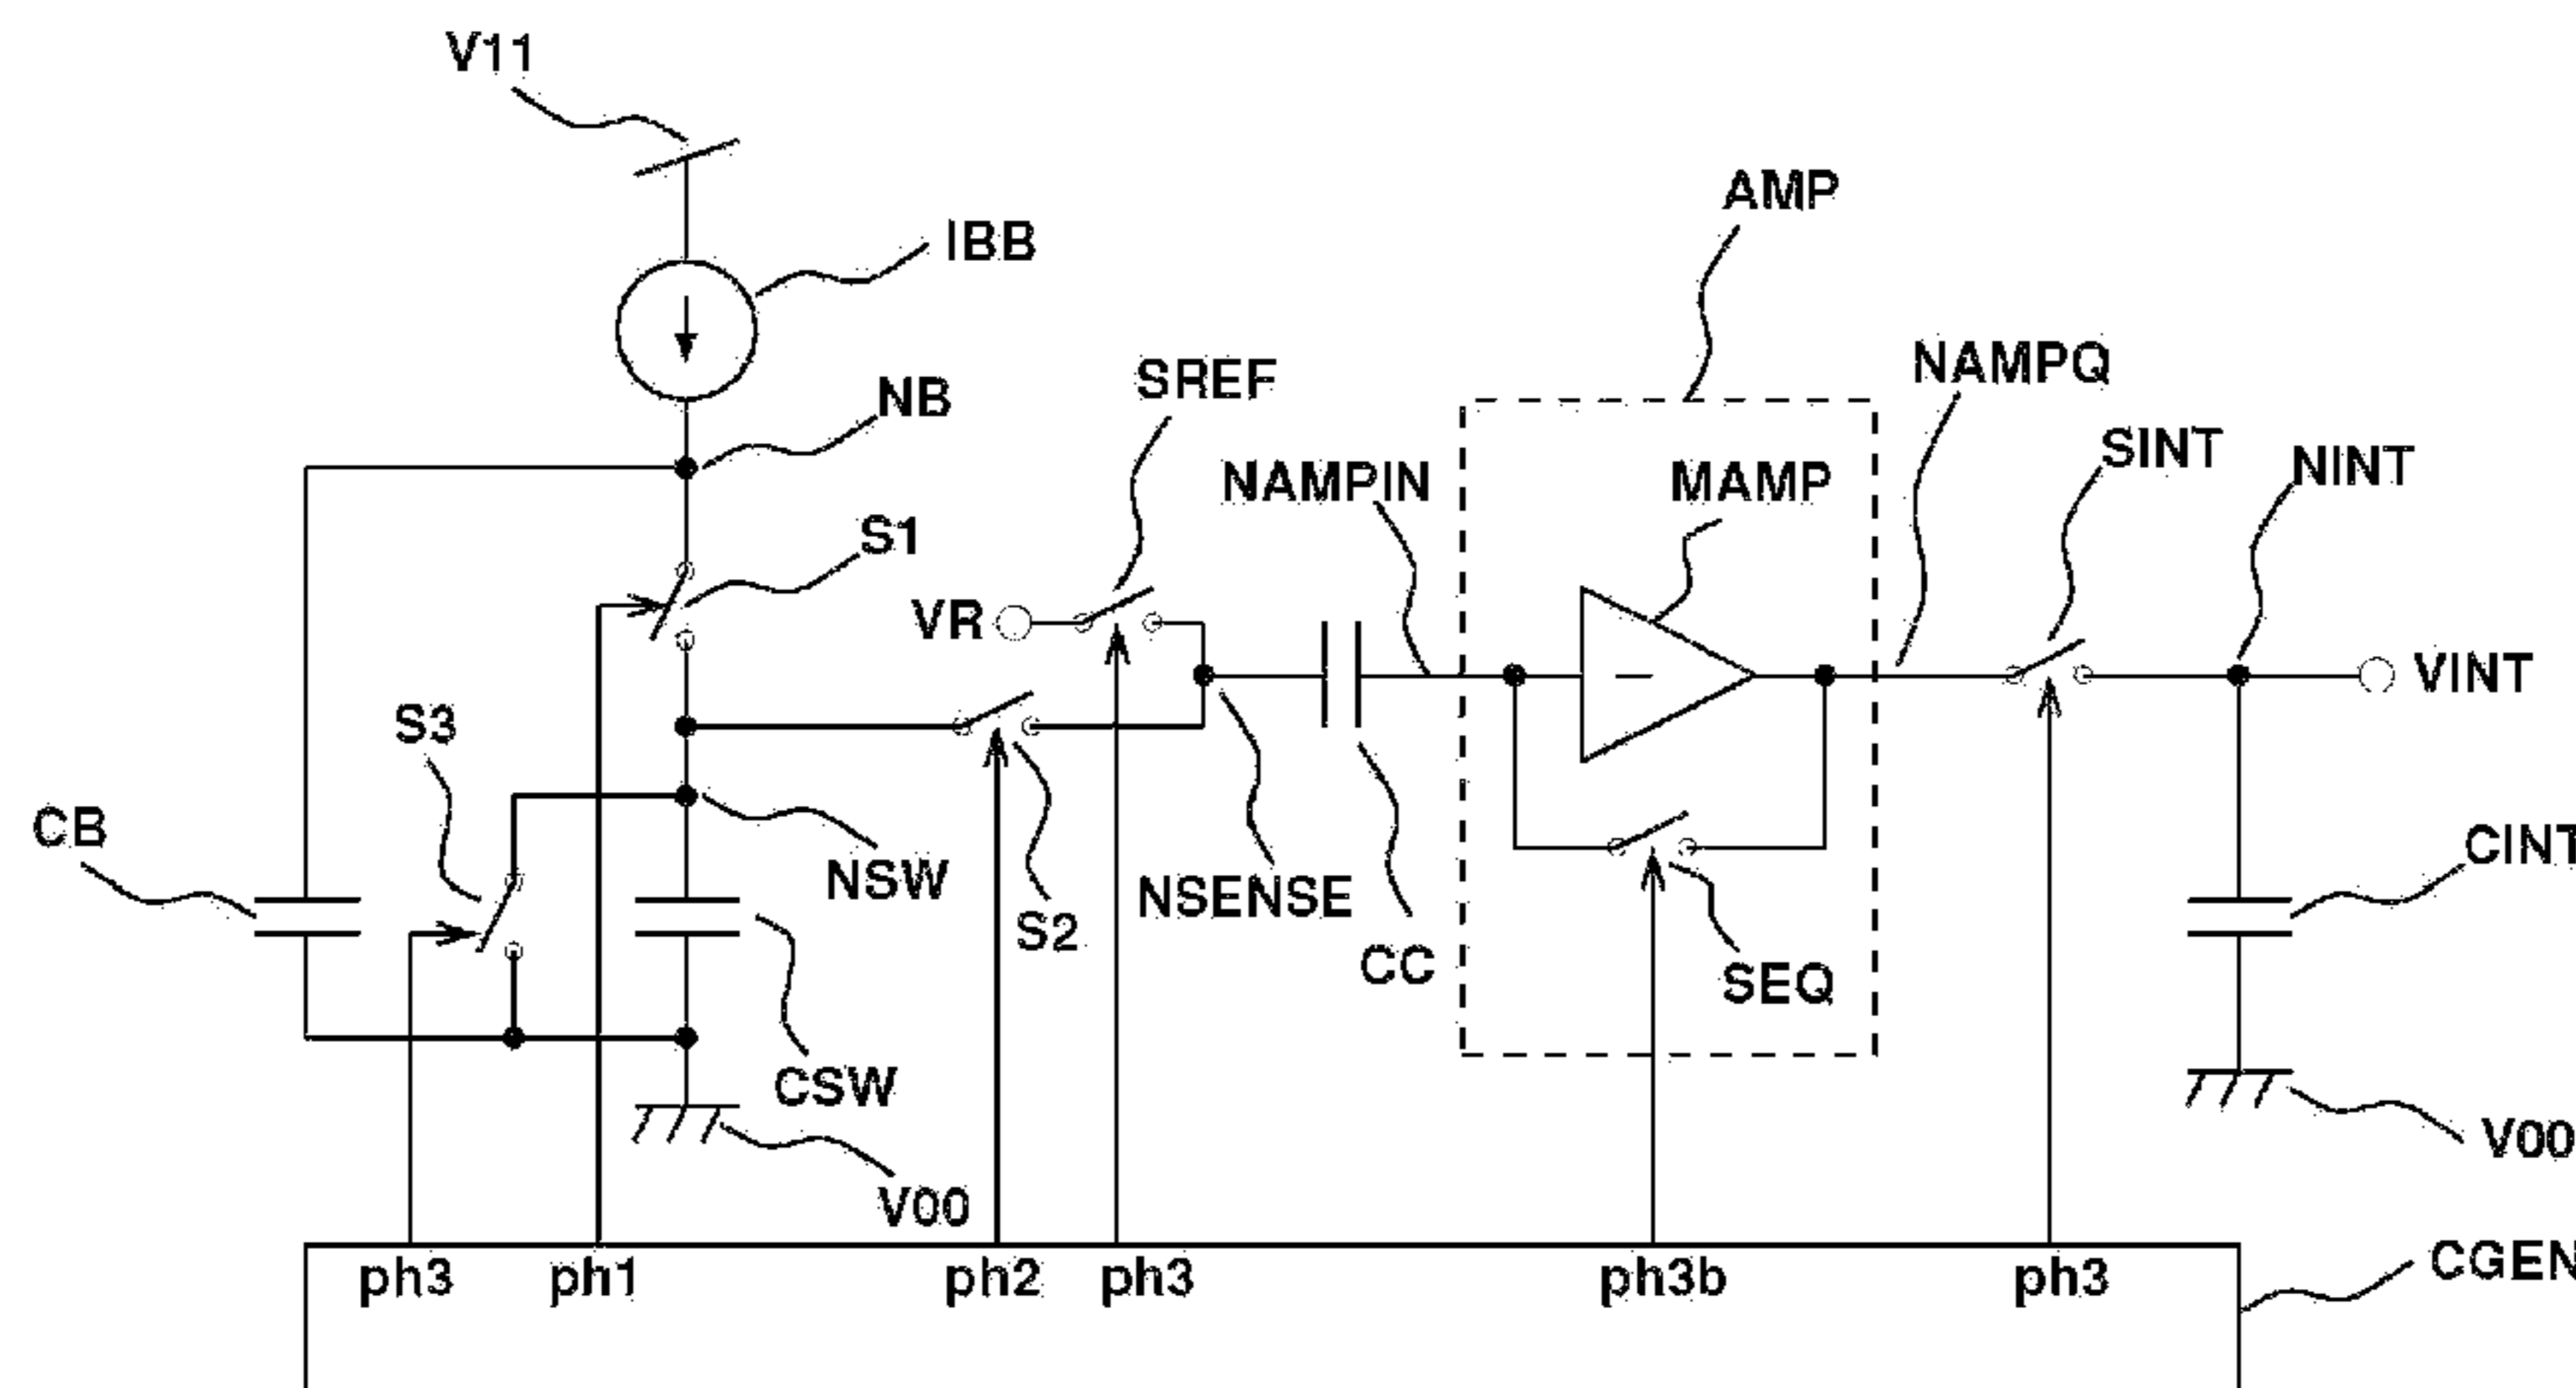 V11
IBB
AMP
NB
SREF
NAMPQ
SINT
NINT
NAMPIN
MAMP
S1
VR
VINT
S3
CB
NSW
S2
NSENSE
CC
SEQ
CINT
CSW
V00
V00
ph3
ph1
ph2
ph3
ph3b
ph3
CGEN